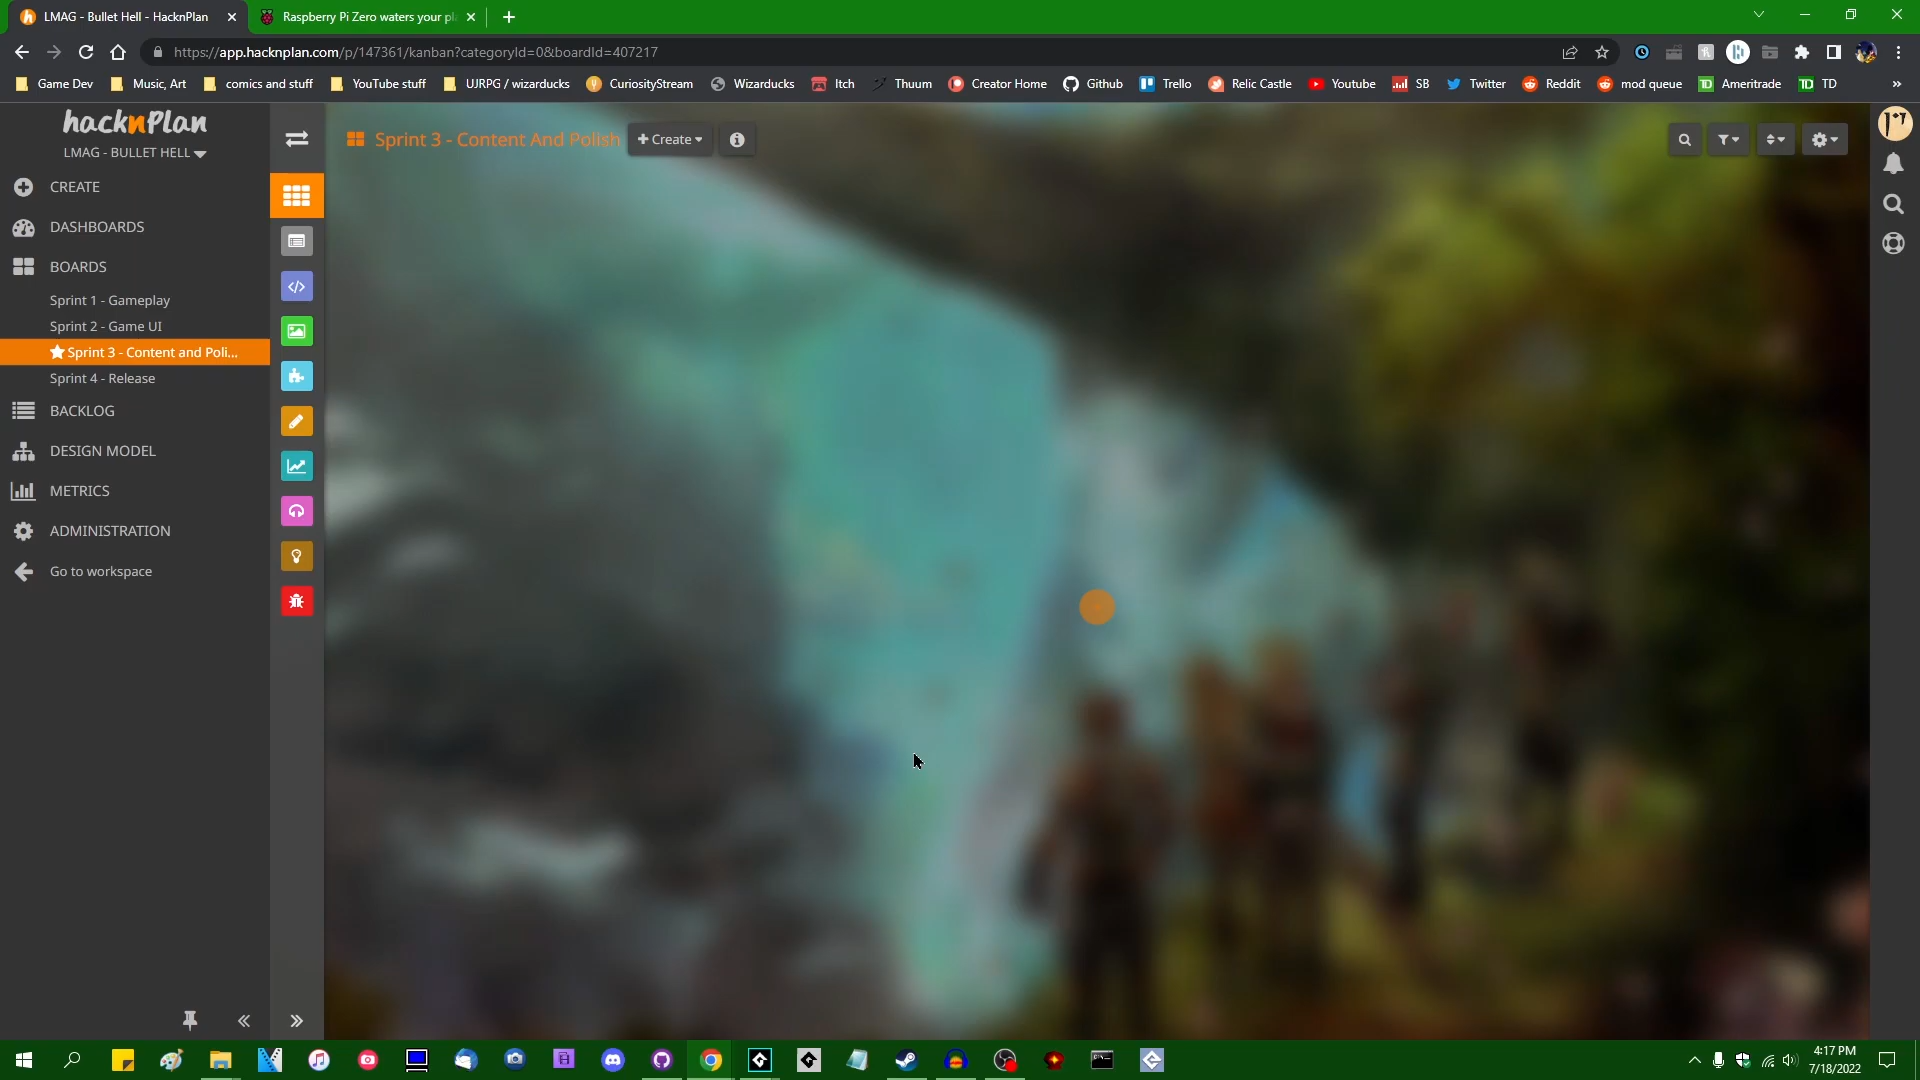 LMAG - Bullet Hell - HacknPlan
Raspberry Pi Zero waters your pl
https://app.hacknplan.com/p/147361/kanban?categoryId=0&boardId=407217
Game Dev
Music, Art
comics and stuff
YouTube stuff
UJRPG / wizarducks
CuriosityStream
Wizarducks
Itch
Thuum
Creator Home
Github
Trello
Relic Castle
Youtube
SB
Twitter
Reddit
mod queue
Ameritrade
TD
hacknPlan
LMAG - BULLET HELL
CREATE
DASHBOARDS
BOARDS
Sprint 1 - Gameplay
Sprint 2 - Game UI
Sprint 3 - Content and Poli...
Sprint 4 - Release
BACKLOG
DESIGN MODEL
METRICS
ADMINISTRATION
Go to workspace
Sprint 3 - Content And Polish
+ Create
4:17 PM
7/18/2022